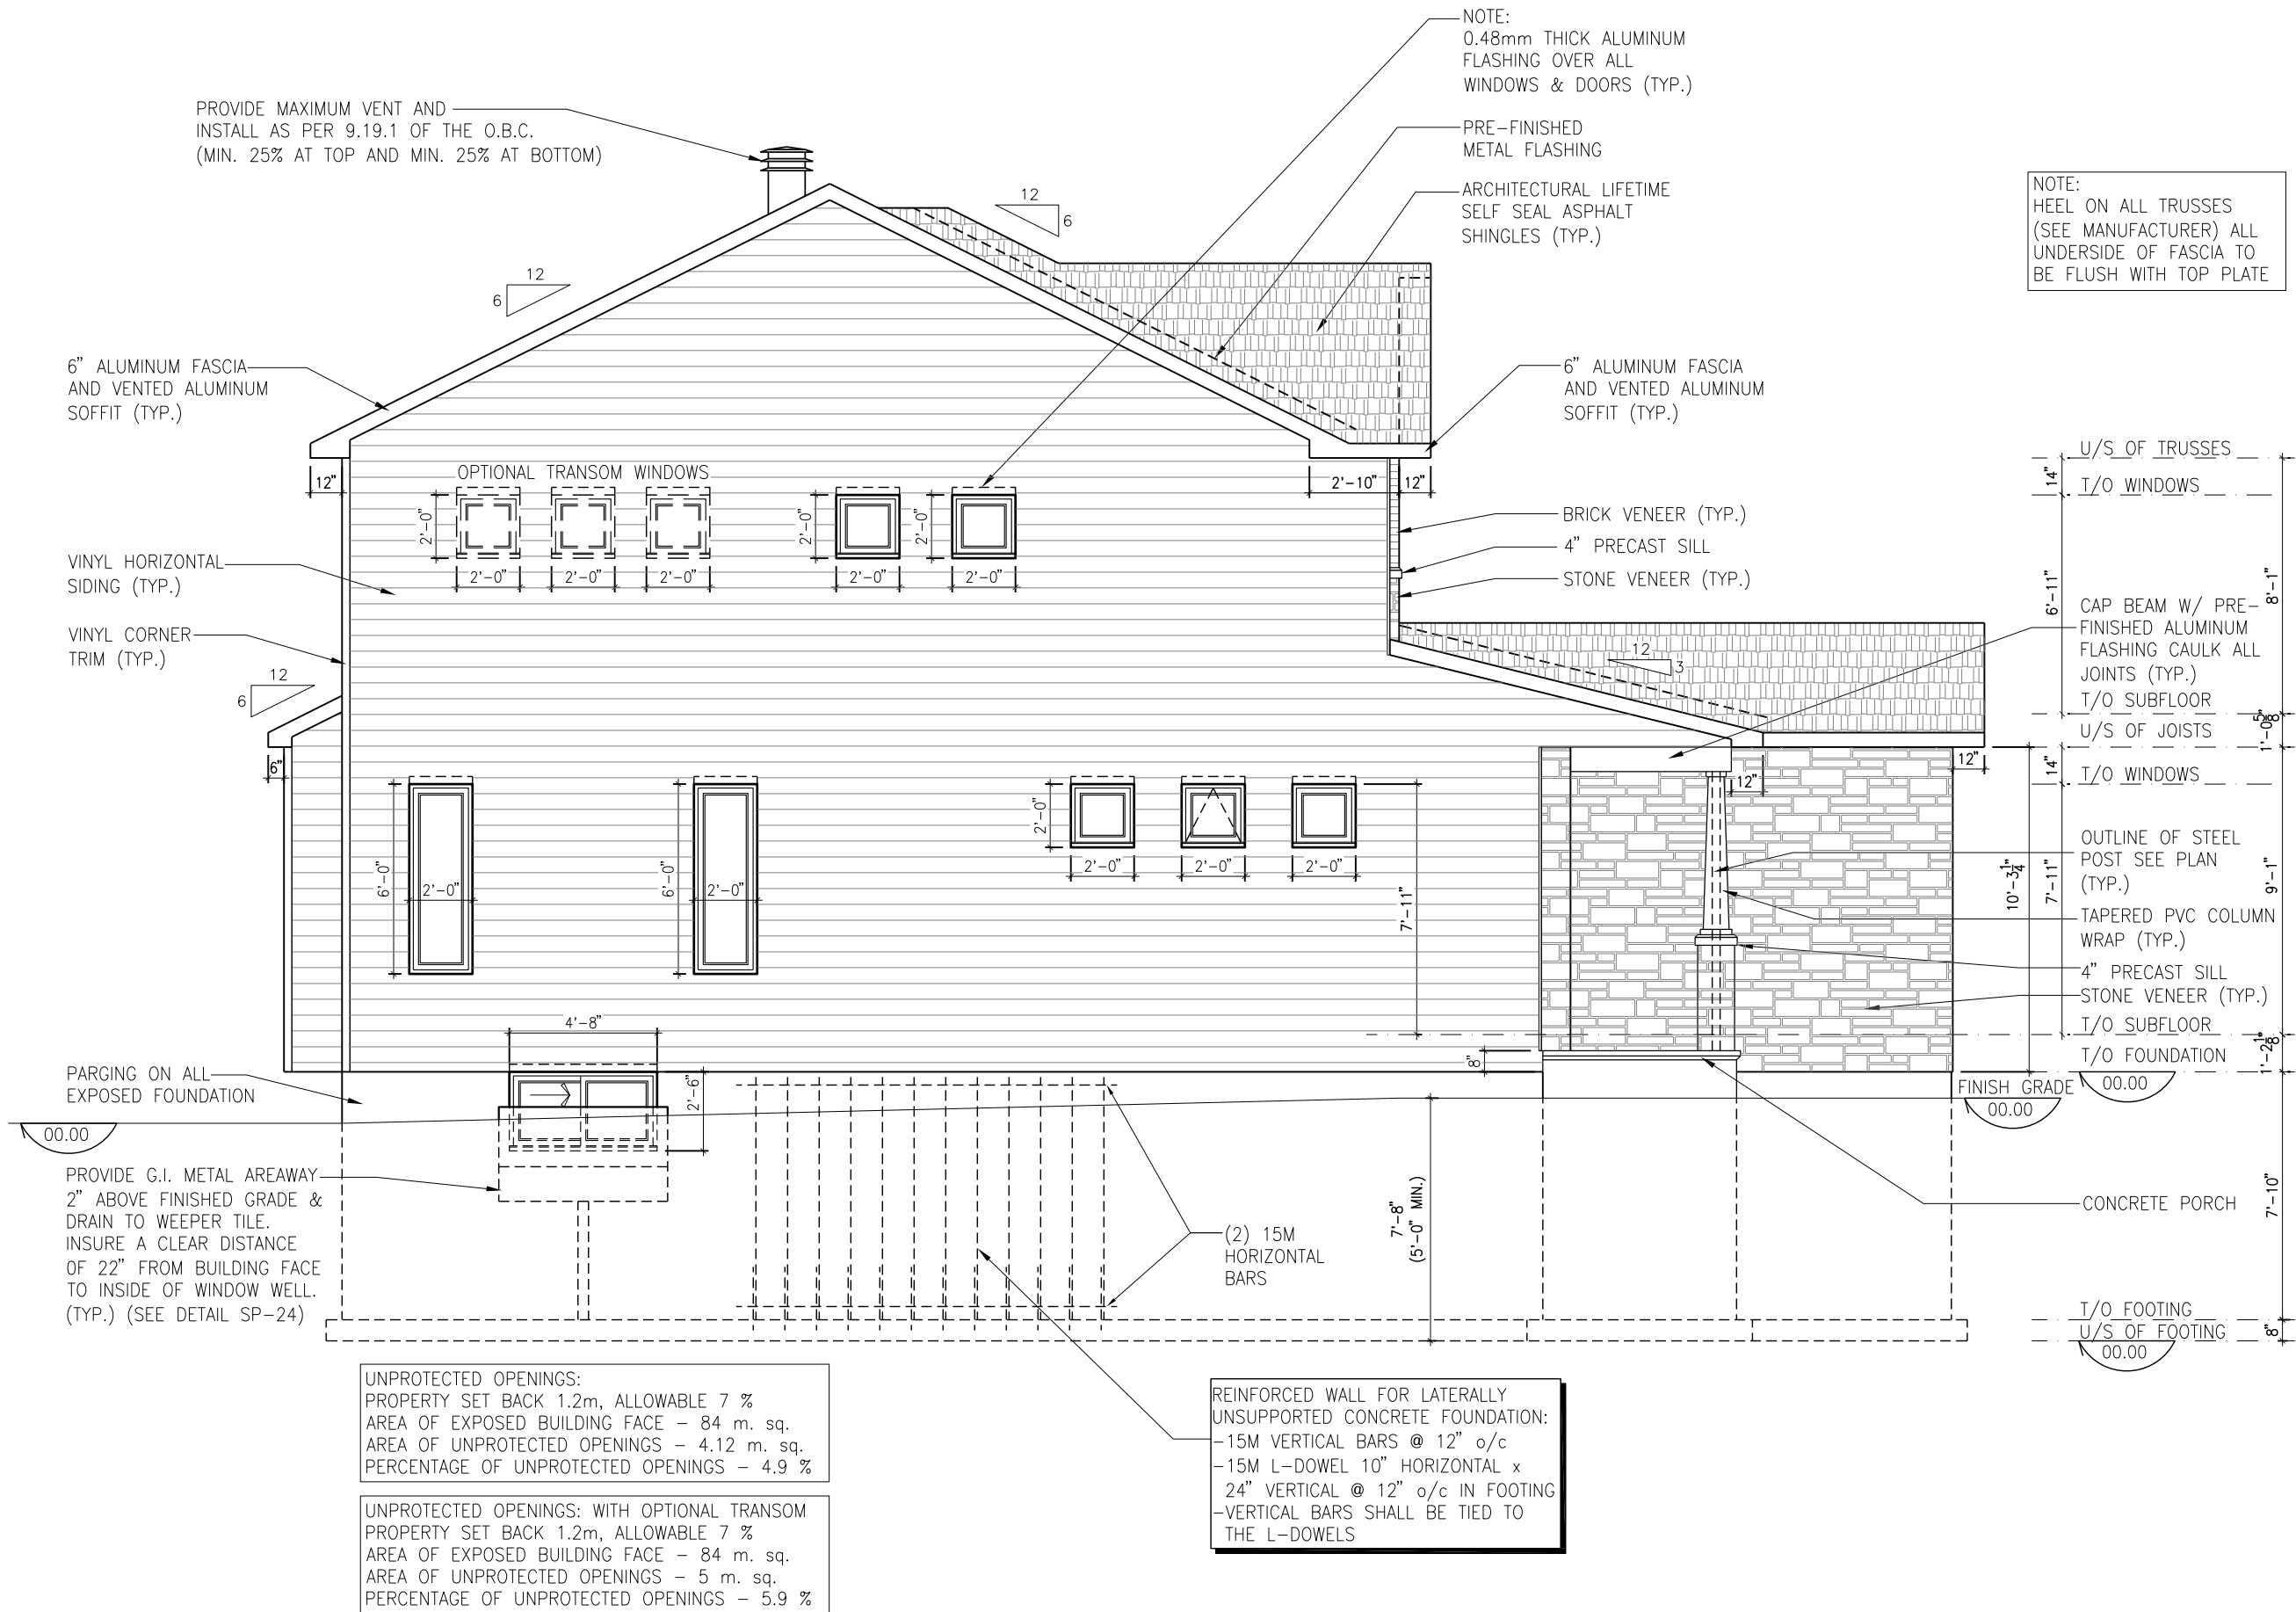 NOTE:
0.48mm THICK ALUMINUM
FLASHING OVER ALL
WINDOWS & DOORS (TYP.)
PROVIDE MAXIMUM VENT AND
INSTALL AS PER 9.19.1 OF THE O.B.C.
(MIN. 25% AT TOP AND MIN. 25% AT BOTTOM)
PRE-FINISHED
METAL FLASHING
ARCHITECTURAL LIFETIME
SELF SEAL ASPHALT
SHINGLES (TYP.)
NOTE:
HEEL ON ALL TRUSSES
(SEE MANUFACTURER) ALL
UNDERSIDE OF FASCIA TO
BE FLUSH WITH TOP PLATE
12
6
12
6
6" ALUMINUM FASCIA
AND VENTED ALUMINUM
SOFFIT (TYP.)
6" ALUMINUM FASCIA
AND VENTED ALUMINUM
SOFFIT (TYP.)
12"
OPTIONAL TRANSOM WINDOWS
2'-10"
12"
2'-0"
2'-0"
2'-0"
2'-0"
2'-0"
2'-0"
2'-0"
2'-0"
BRICK VENEER (TYP.)
4" PRECAST SILL
STONE VENEER (TYP.)
VINYL HORIZONTAL
SIDING (TYP.)
VINYL CORNER
TRIM (TYP.)
12
6
12
3
U/S OF TRUSSES
14"
T/O WINDOWS
6'-11"
8'-1"
CAP BEAM W/ PRE-
FINISHED ALUMINUM
FLASHING CAULK ALL
JOINTS (TYP.)
T/O SUBFLOOR
1'-0 5/8"
U/S OF JOISTS
14"
T/O WINDOWS
6"
12"
12"
6'-0"
2'-0"
6'-0"
2'-0"
2'-0"
2'-0"
2'-0"
2'-0"
7'-11"
10'-3 1/4"
7'-11"
9'-1"
OUTLINE OF STEEL
POST SEE PLAN
(TYP.)
TAPERED PVC COLUMN
WRAP (TYP.)
4" PRECAST SILL
STONE VENEER (TYP.)
T/O SUBFLOOR
1'-2 1/8"
T/O FOUNDATION
00.00
4'-8"
2'-6"
8"
FINISH GRADE
00.00
PARGING ON ALL
EXPOSED FOUNDATION
00.00
PROVIDE G.I. METAL AREAWAY
2" ABOVE FINISHED GRADE &
DRAIN TO WEEPER TILE.
INSURE A CLEAR DISTANCE
OF 22" FROM BUILDING FACE
TO INSIDE OF WINDOW WELL.
(TYP.) (SEE DETAIL SP-24)
(2) 15M
HORIZONTAL
BARS
7'-8"
(5'-0" MIN.)
CONCRETE PORCH
7'-10"
T/O FOOTING
U/S OF FOOTING
8"
00.00
UNPROTECTED OPENINGS:
PROPERTY SET BACK 1.2m, ALLOWABLE 7 %
AREA OF EXPOSED BUILDING FACE - 84 m. sq.
AREA OF UNPROTECTED OPENINGS - 4.12 m. sq.
PERCENTAGE OF UNPROTECTED OPENINGS - 4.9 %
UNPROTECTED OPENINGS: WITH OPTIONAL TRANSOM
PROPERTY SET BACK 1.2m, ALLOWABLE 7 %
AREA OF EXPOSED BUILDING FACE - 84 m. sq.
AREA OF UNPROTECTED OPENINGS - 5 m. sq.
PERCENTAGE OF UNPROTECTED OPENINGS - 5.9 %
REINFORCED WALL FOR LATERALLY
UNSUPPORTED CONCRETE FOUNDATION:
-15M VERTICAL BARS @ 12" o/c
-15M L-DOWEL 10" HORIZONTAL x
24" VERTICAL @ 12" o/c IN FOOTING
-VERTICAL BARS SHALL BE TIED TO
THE L-DOWELS